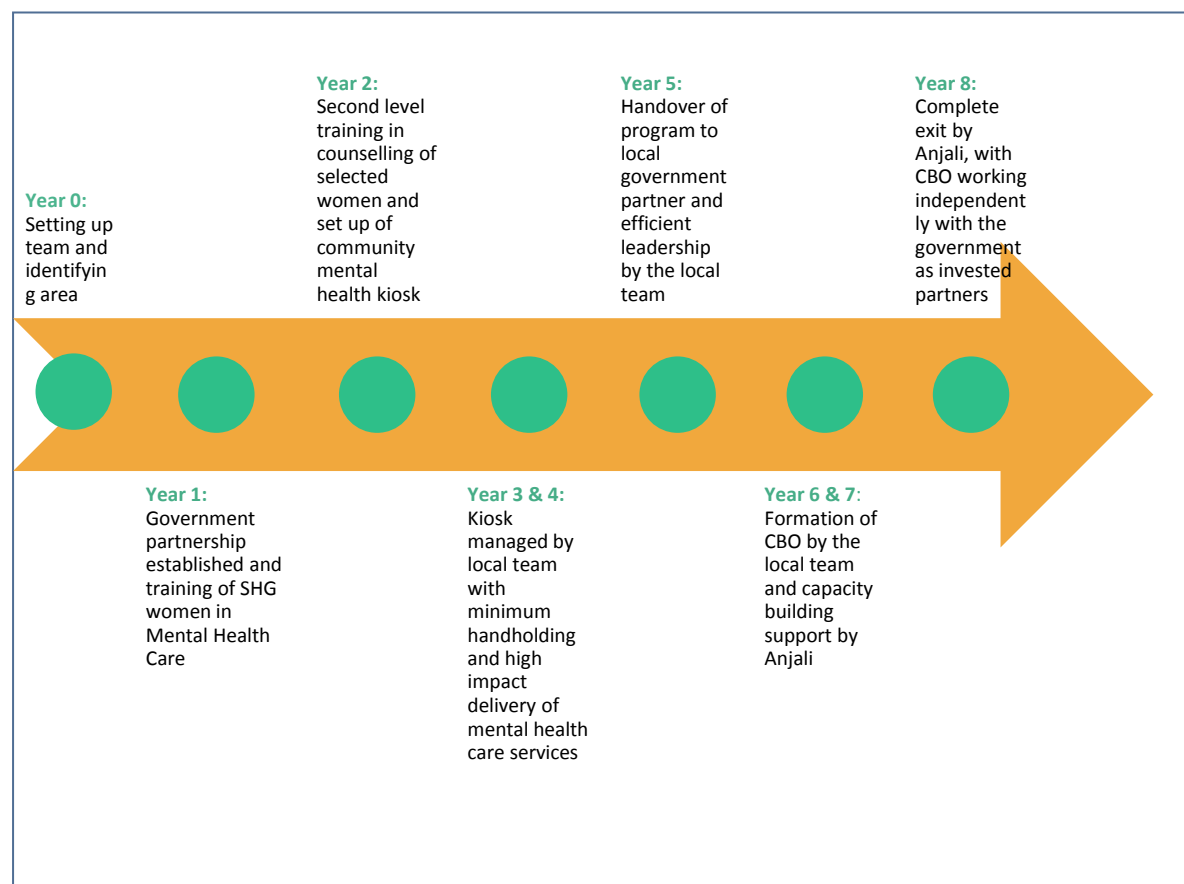 Year 0:
Setting up
team and
identifyin
g area
Year 1:
Government
partnership
established and
training of SHG
women in
Mental Health
Care
Year 2:
Second level
training in
counselling of
selected
women and
set up of
community
mental
health kiosk
Year 3 & 4:
Kiosk
managed by
local team
with
minimum
handholding
and high
impact
delivery of
mental health
care services
Year 5:
Handover of
program to
local
government
partner and
efficient
leadership
by the local
team
Year 6 & 7:
Formation of
CBO by the
local team
and capacity
building
support by
Anjali
Year 8:
Complete
exit by
Anjali, with
CBO working
independent
ly with the
government
as invested
partners